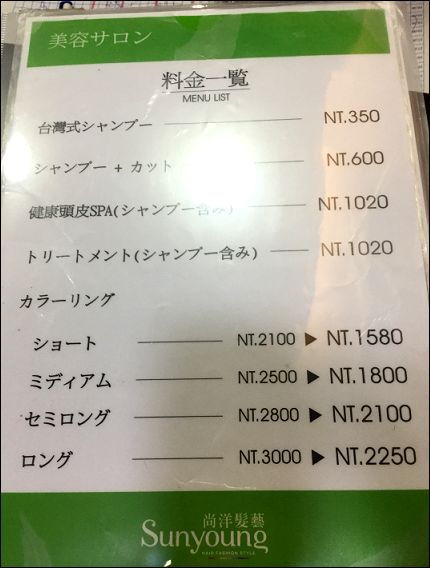 美容サロン
料金一覧
MENU LIST
台灣式シャンプー NT.350
シャンプー + カット NT.600
健康頭皮SPA(シャンプー含み) NT.1020
トリートメント(シャンプー含み) NT.1020
カラーリング
ショート NT.2100 ▶ NT.1580
ミディアム NT.2500 ▶ NT.1800
セミロング NT.2800 ▶ NT.2100
ロング NT.3000 ▶ NT.2250
尚洋髮藝
Sunyoung
HAIR FASHION STYLE